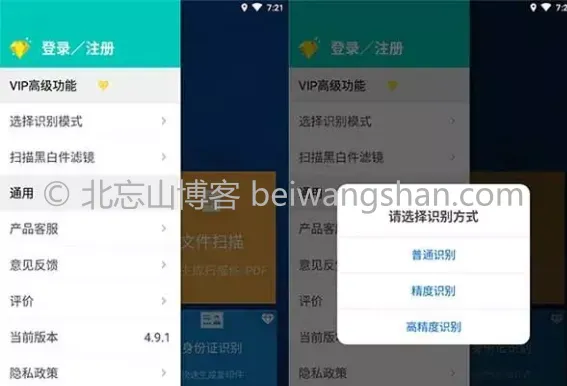 7:21
登录／注册
VIP高级功能
选择识别模式
扫描黑白件滤镜
通用
产品客服
意见反馈
评价
当前版本 4.9.1
隐私政策
文件扫描
PDF
身份证识别
7:2
登录／注册
VIP高级功能
选择识别模式
扫描黑白件滤镜
通用
产品客服
意见反馈
评价
当前版本
隐私政策
请选择识别方式
普通识别
精度识别
高精度识别
© 北忘山博客 beiwangshan.com